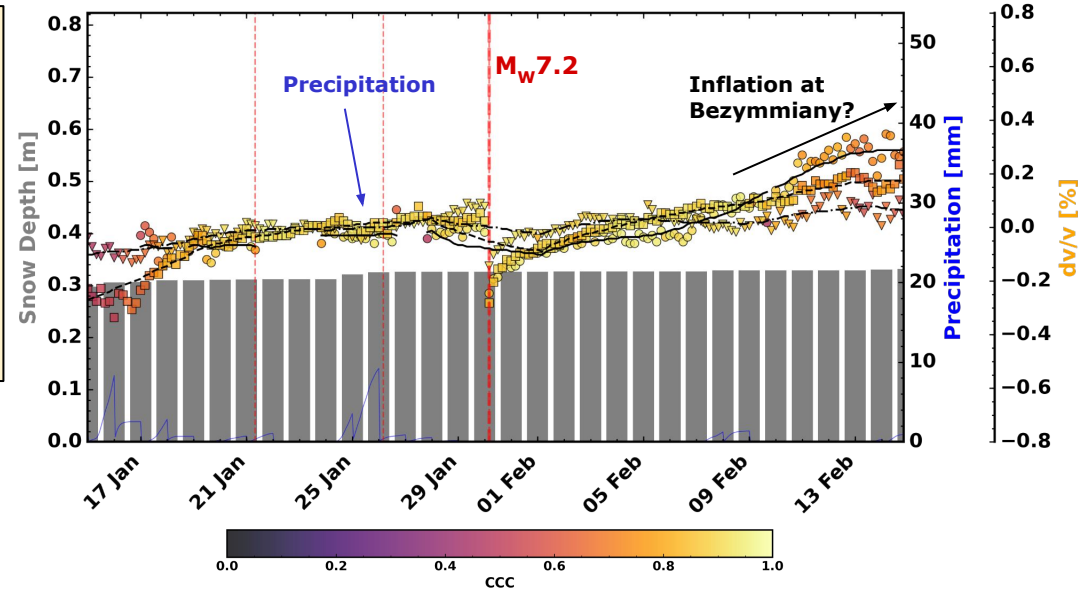 0.8
0.7
0.6
0.5
0.4
0.3
0.2
0.1
0.0
Snow Depth [m]
Precipitation
M_W7.2
Inflation at
Bezymmiany?
50
40
30
20
10
0
Precipitation [mm]
0.8
0.6
0.4
0.2
0.0
−0.2
−0.4
−0.6
−0.8
dv/v [%]
17 Jan
21 Jan
25 Jan
29 Jan
01 Feb
05 Feb
09 Feb
13 Feb
0.0 0.2 0.4 0.6 0.8 1.0
CCC